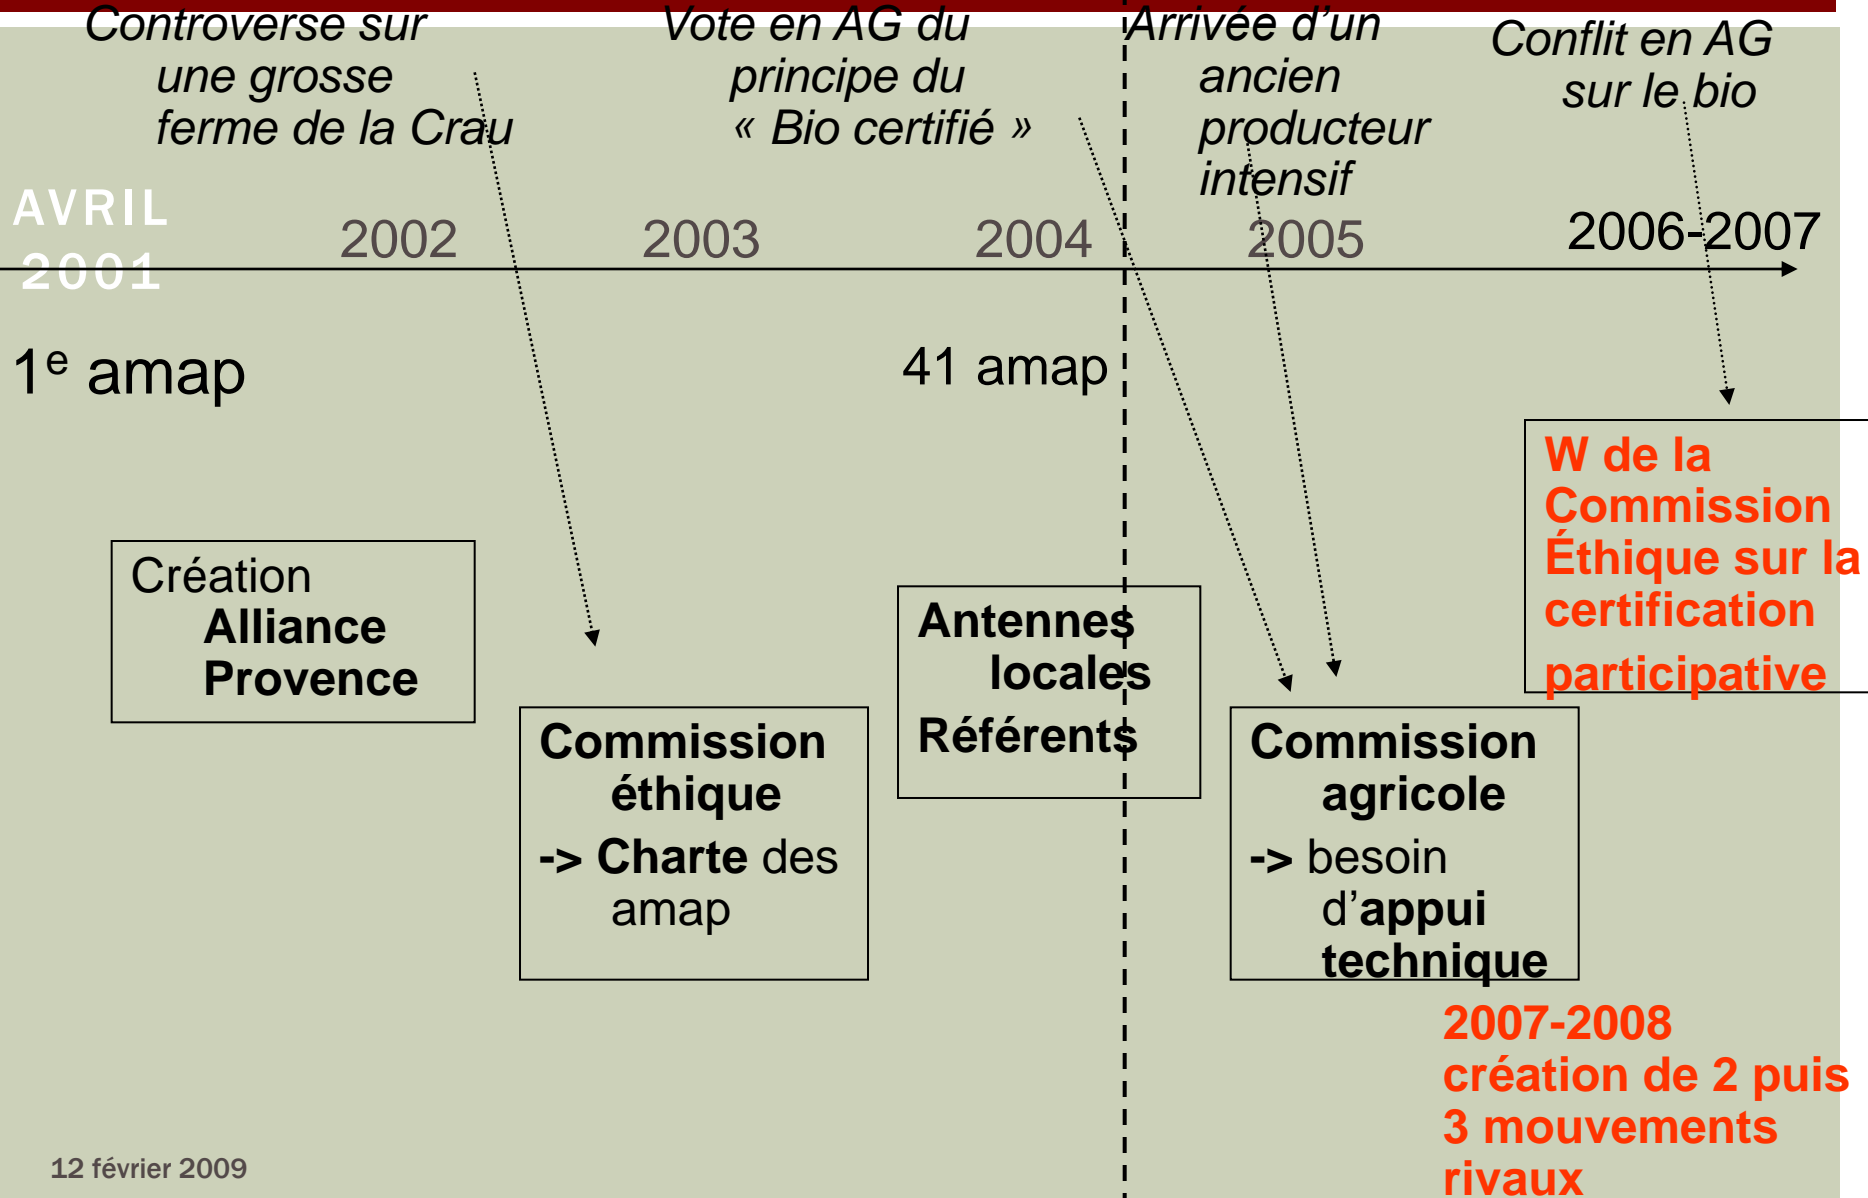 Controverse sur
une grosse
ferme de la Crau
Vote en AG du
principe du
« Bio certifié »
Arrivée d’un
ancien
producteur
intensif
Conflit en AG
sur le bio
AVRIL
2001
2002
2003
2004
2005
2006-2007
1e amap
41 amap
Création
Alliance
Provence
Commission
éthique
-> Charte des
amap
Antennes
locales
Référents
Commission
agricole
-> besoin
d’appui
technique
W de la
Commission
Éthique sur la
certification
participative
2007-2008
création de 2 puis
3 mouvements
rivaux
12 février 2009